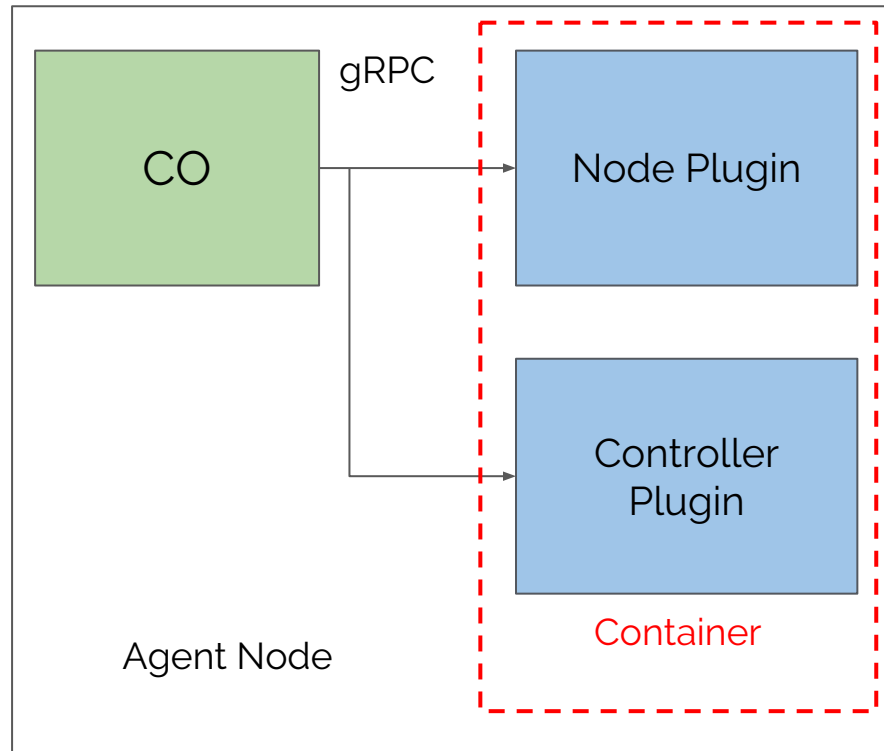 gRPC
CO
Node Plugin
Controller
Plugin
Container
Agent Node